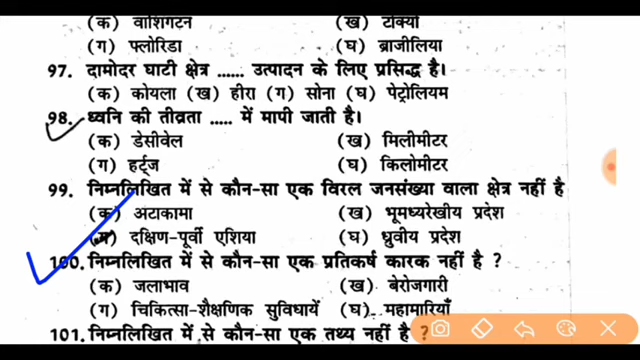 (क) वाशिंगटन (ख) टोक्यो
(ग) फ्लोरिडा (घ) ब्राजीलिया
97. दामोदर घाटी क्षेत्र ...... उत्पादन के लिए प्रसिद्ध है।
(क) कोयला (ख) हीरा (ग) सोना (घ) पेट्रोलियम
98. ध्वनि की तीव्रता ..... में मापी जाती है।
(क) डेसीवेल (ख) मिलीमीटर
(ग) हर्ट्ज (घ) किलोमीटर
99. निम्नलिखित में से कौन-सा एक विरल जनसंख्या वाला क्षेत्र नहीं है
(क) अटाकामा (ख) भूमध्यरेखीय प्रदेश
(ग) दक्षिण-पूर्वी एशिया (घ) ध्रुवीय प्रदेश
100. निम्नलिखित में से कौन-सा एक प्रतिकर्ष कारक नहीं है ?
(क) जलाभाव (ख) बेरोजगारी
(ग) चिकित्सा-शैक्षणिक सुविधायें (घ) महामारियाँ
101. निम्नलिखित में से कौन-सा एक तथ्य नहीं है ?